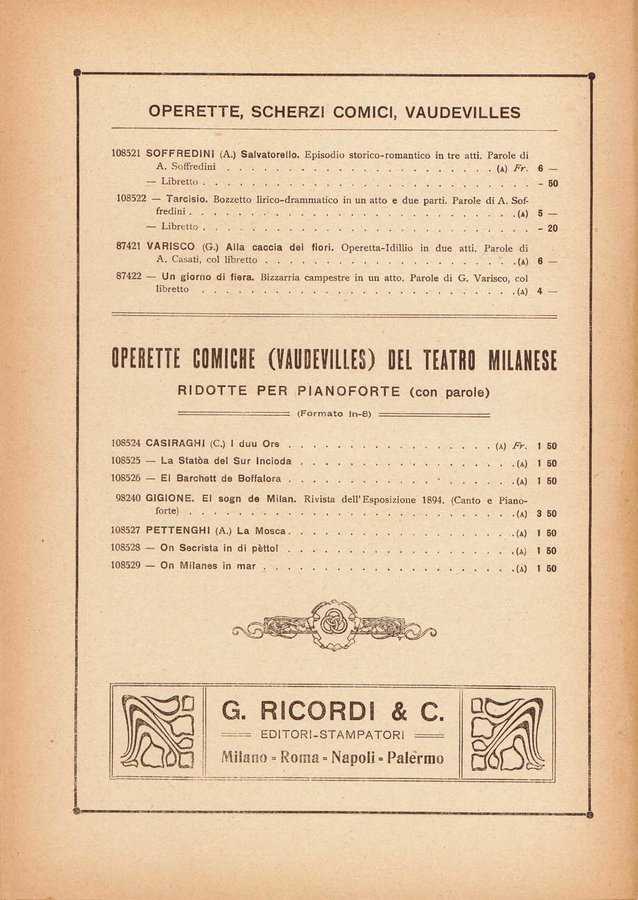 OPERETTE, SCHERZI COMICI, VAUDEVILLES
108521 SOFFREDINI (A.) Salvatorello. Episodio storico-romantico in tre atti. Parole di
A. Soffredini . . . . . . . . . . . . . . . . . . . . . . (A) Fr. 6 —
— Libretto . . . . . . . . . . . . . . . . . . . . . . . . . . . – 50
108522 — Tarcisio. Bozzetto lirico-drammatico in un atto e due parti. Parole di A. Sof-
fredini . . . . . . . . . . . . . . . . . . . . . . . . . . (A) 5 —
— Libretto . . . . . . . . . . . . . . . . . . . . . . . . . . . – 20
87421 VARISCO (G.) Alla caccia dei fiori. Operetta-Idillio in due atti. Parole di
A. Casati, col libretto . . . . . . . . . . . . . . . . . . . . (A) 6 —
87422 — Un giorno di fiera. Bizzarria campestre in un atto. Parole di G. Varisco, col
libretto . . . . . . . . . . . . . . . . . . . . . . . . . . (A) 4 —
OPERETTE COMICHE (VAUDEVILLES) DEL TEATRO MILANESE
RIDOTTE PER PIANOFORTE (con parole)
(Formato in-8)
108524 CASIRAGHI (C.) I duu Ors . . . . . . . . . . . . . . . . . (A) Fr. 1 50
108525 — La Statôa del Sur Incioda . . . . . . . . . . . . . . . . . . (A) 1 50
108526 — El Barchett de Boffalora . . . . . . . . . . . . . . . . . . (A) 1 50
98240 GIGIONE. El sogn de Milan. Rivista dell'Esposizione 1894. (Canto e Piano-
forte) . . . . . . . . . . . . . . . . . . . . . . . . . . (A) 3 50
108527 PETTENGHI (A.) La Mosca . . . . . . . . . . . . . . . . . . (A) 1 50
108528 — On Secrista in di pètto! . . . . . . . . . . . . . . . . . . (A) 1 50
108529 — On Milanes in mar . . . . . . . . . . . . . . . . . . . . (A) 1 50
G. RICORDI & C.
EDITORI-STAMPATORI
Milano - Roma - Napoli - Palermo